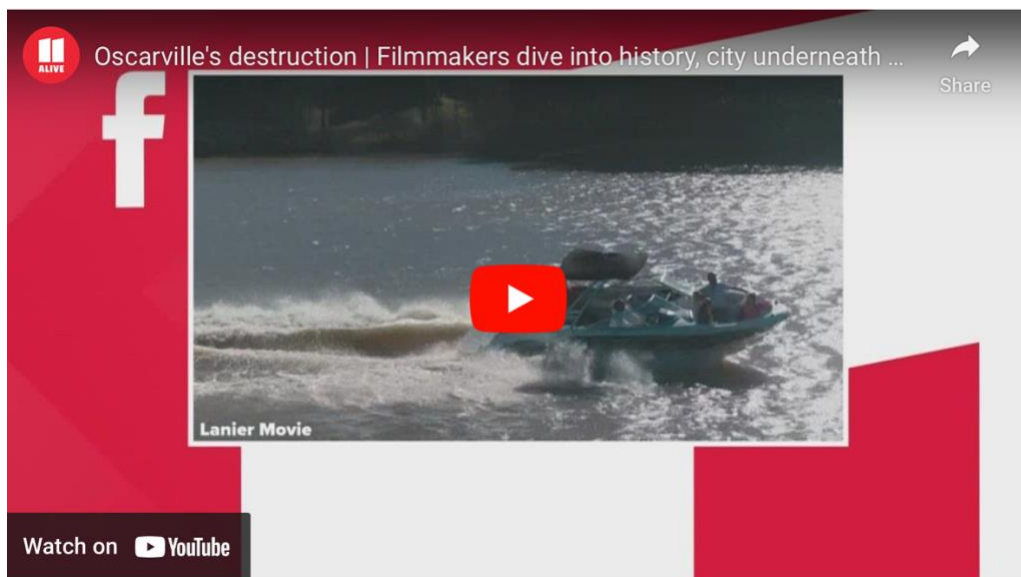 11
ALIVE
Oscarville's destruction | Filmmakers dive into history, city underneath ...
Share
f
Lanier Movie
Watch on YouTube